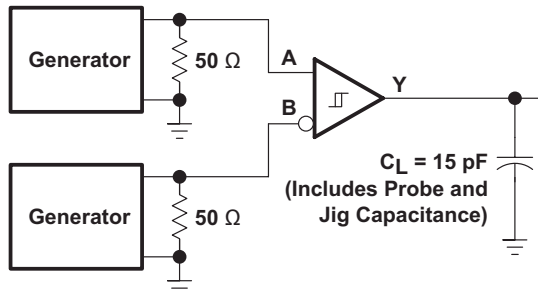 Generator
50 Ω
A
B
Y
Generator
50 Ω
C_L = 15 pF
(Includes Probe and
Jig Capacitance)